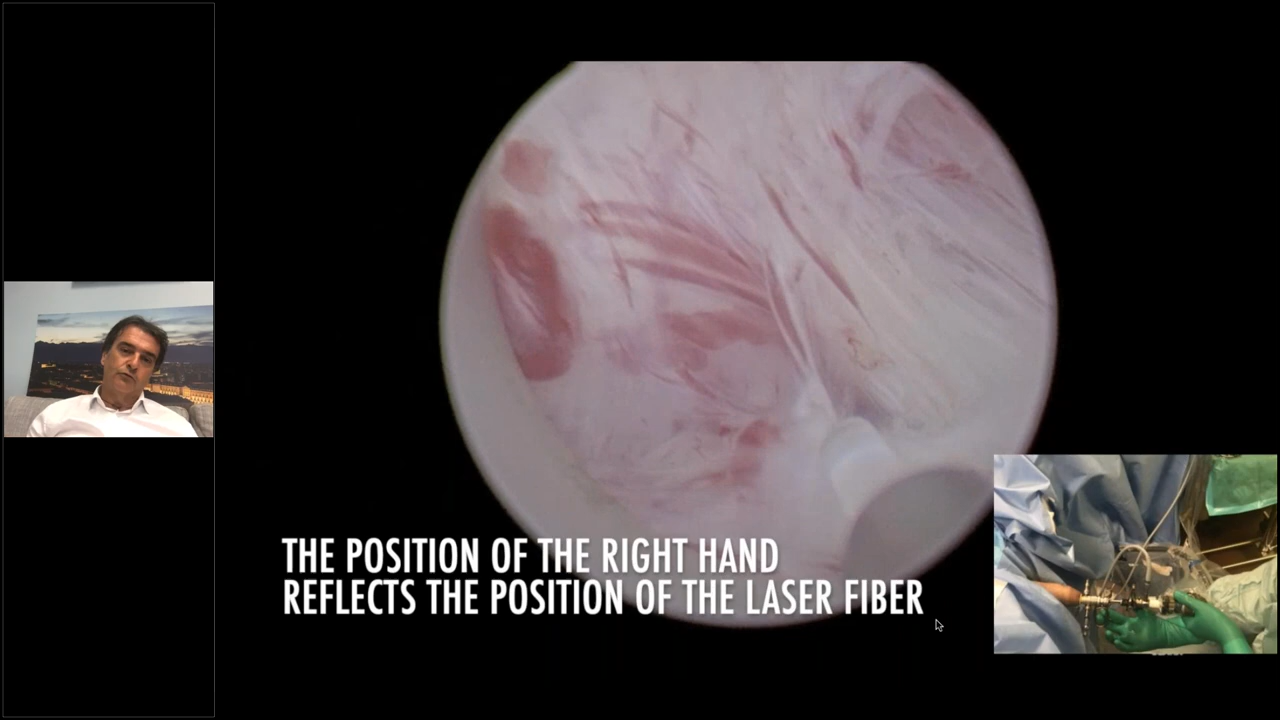 THE POSITION OF THE RIGHT HAND
REFLECTS THE POSITION OF THE LASER FIBER